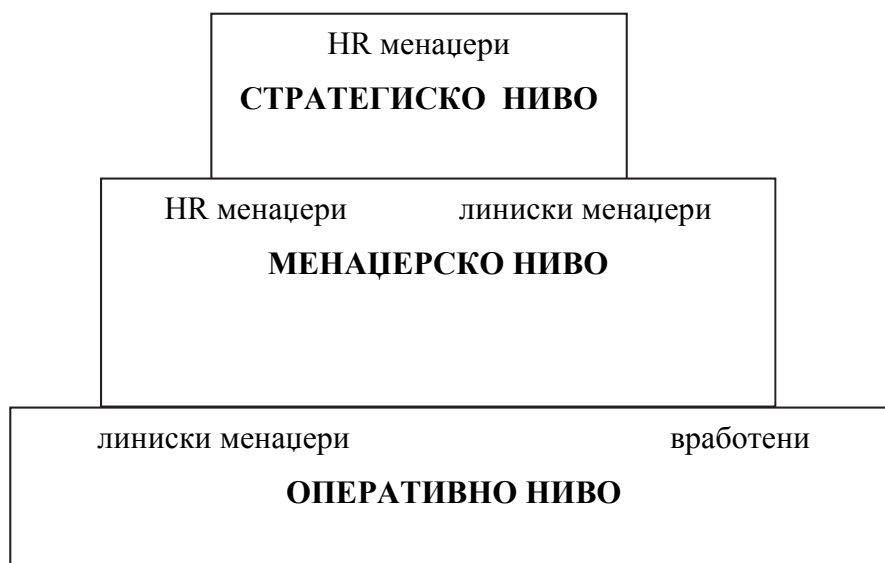 HR менаџери
СТРАТЕГИСКО НИВО
HR менаџери линиски менаџери
МЕНАЏЕРСКО НИВО
линиски менаџери вработени
ОПЕРАТИВНО НИВО